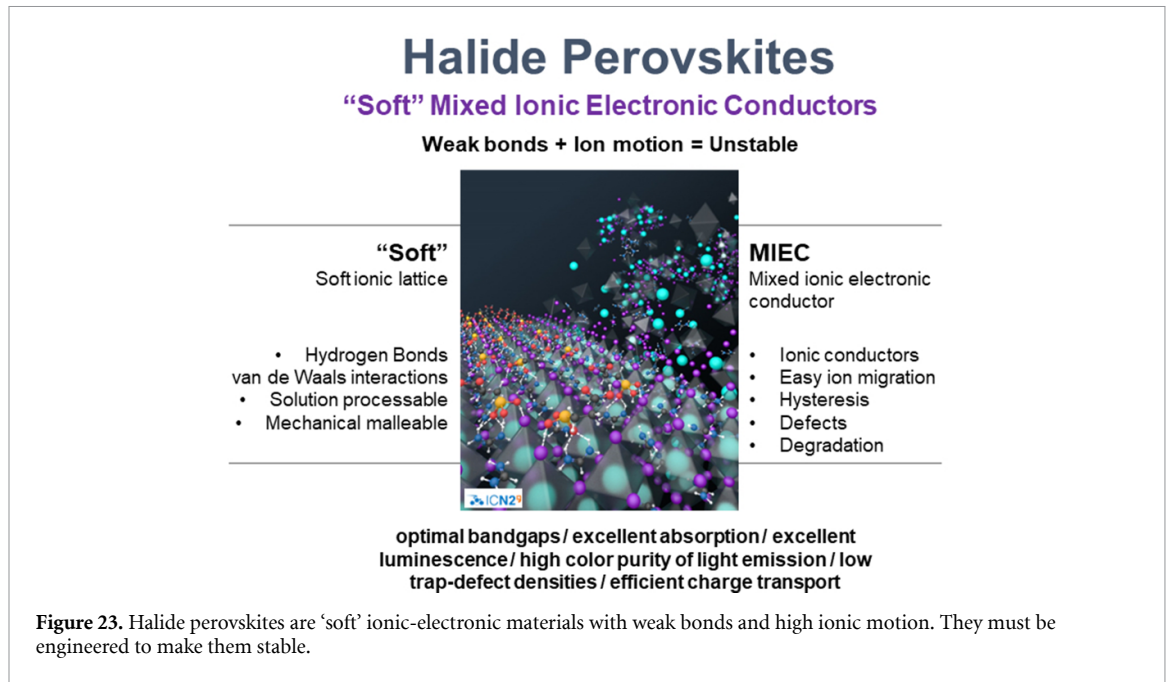 Halide Perovskites
“Soft” Mixed Ionic Electronic Conductors
Weak bonds + Ion motion = Unstable
“Soft”
Soft ionic lattice
• Hydrogen Bonds
van de Waals interactions
• Solution processable
• Mechanical malleable
MIEC
Mixed ionic electronic
conductor
• Ionic conductors
• Easy ion migration
• Hysteresis
• Defects
• Degradation
ICN2
optimal bandgaps / excellent absorption / excellent
luminescence / high color purity of light emission / low
trap-defect densities / efficient charge transport
Figure 23. Halide perovskites are ‘soft’ ionic-electronic materials with weak bonds and high ionic motion. They must be
engineered to make them stable.